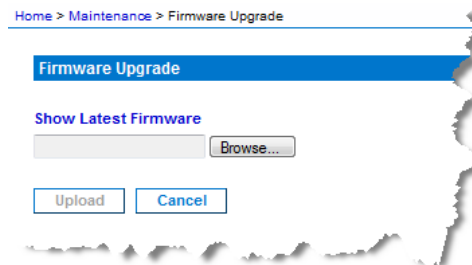 Home > Maintenance > Firmware Upgrade
Firmware Upgrade
Show Latest Firmware
Browse...
Upload Cancel